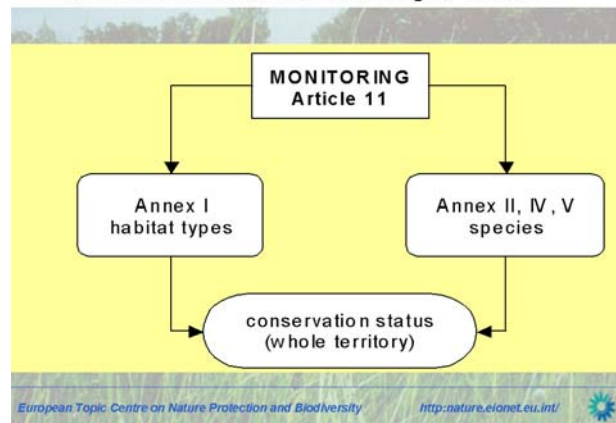 MONITORING
Article 11
Annex I
habitat types
Annex II, IV, V
species
conservation status
(whole territory)
European Topic Centre on Nature Protection and Biodiversity
http:nature.eionet.eu.int/